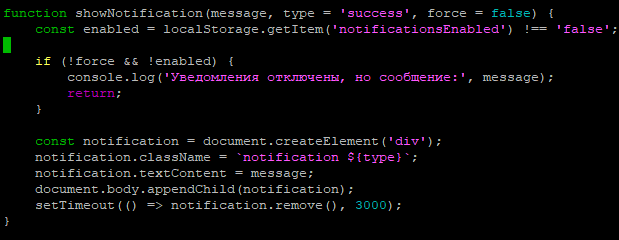 function showNotification(message, type = 'success', force = false) {
    const enabled = localStorage.getItem('notificationsEnabled') !== 'false';
    if (!force && !enabled) {
        console.log('Уведомления отключены, но сообщение:', message);
        return;
    }
    const notification = document.createElement('div');
    notification.className = `notification ${type}`;
    notification.textContent = message;
    document.body.appendChild(notification);
    setTimeout(() => notification.remove(), 3000);
}